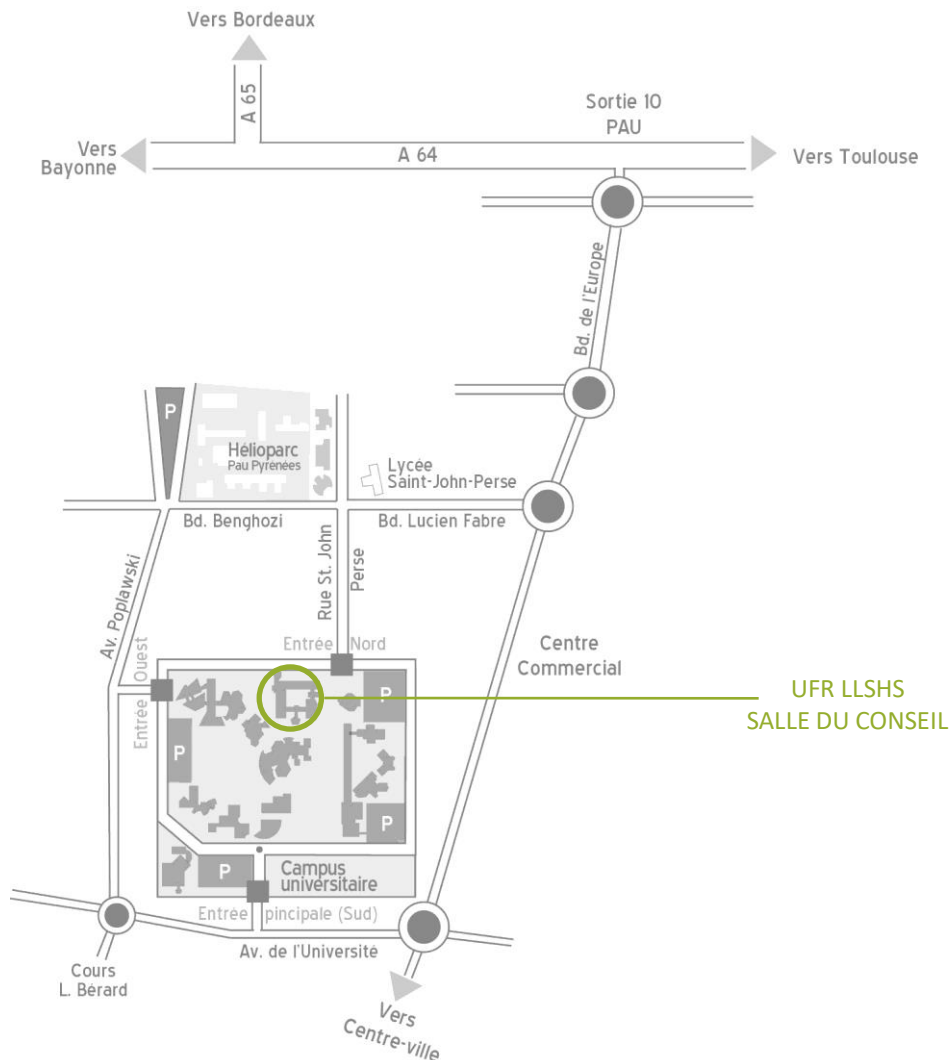 Vers Bordeaux
A 65
Sortie 10
PAU
Vers
Bayonne
A 64
Vers Toulouse
Bd. de l'Europe
P
Hélioparc
Pau Pyrénées
Lycée
Saint-John-Perse
Bd. Benghozi
Bd. Lucien Fabre
Av. Poplawski
Rue St. John
Perse
Entrée Nord
Centre
Commercial
Entrée Ouest
P
UFR LLSHS
SALLE DU CONSEIL
P
P
P
Campus
universitaire
Entrée pincipale (Sud)
Av. de l'Université
Cours
L. Bérard
Vers
Centre-ville